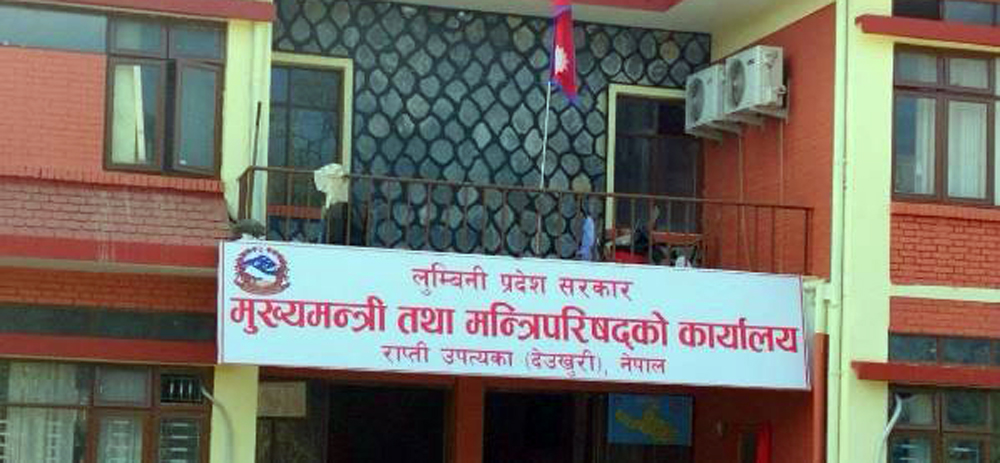 लुम्बिनी प्रदेश सरकार
मुख्यमन्त्री तथा मन्त्रिपरिषद्को कार्यालय
राप्ती उपत्यका (देउखुरी), नेपाल